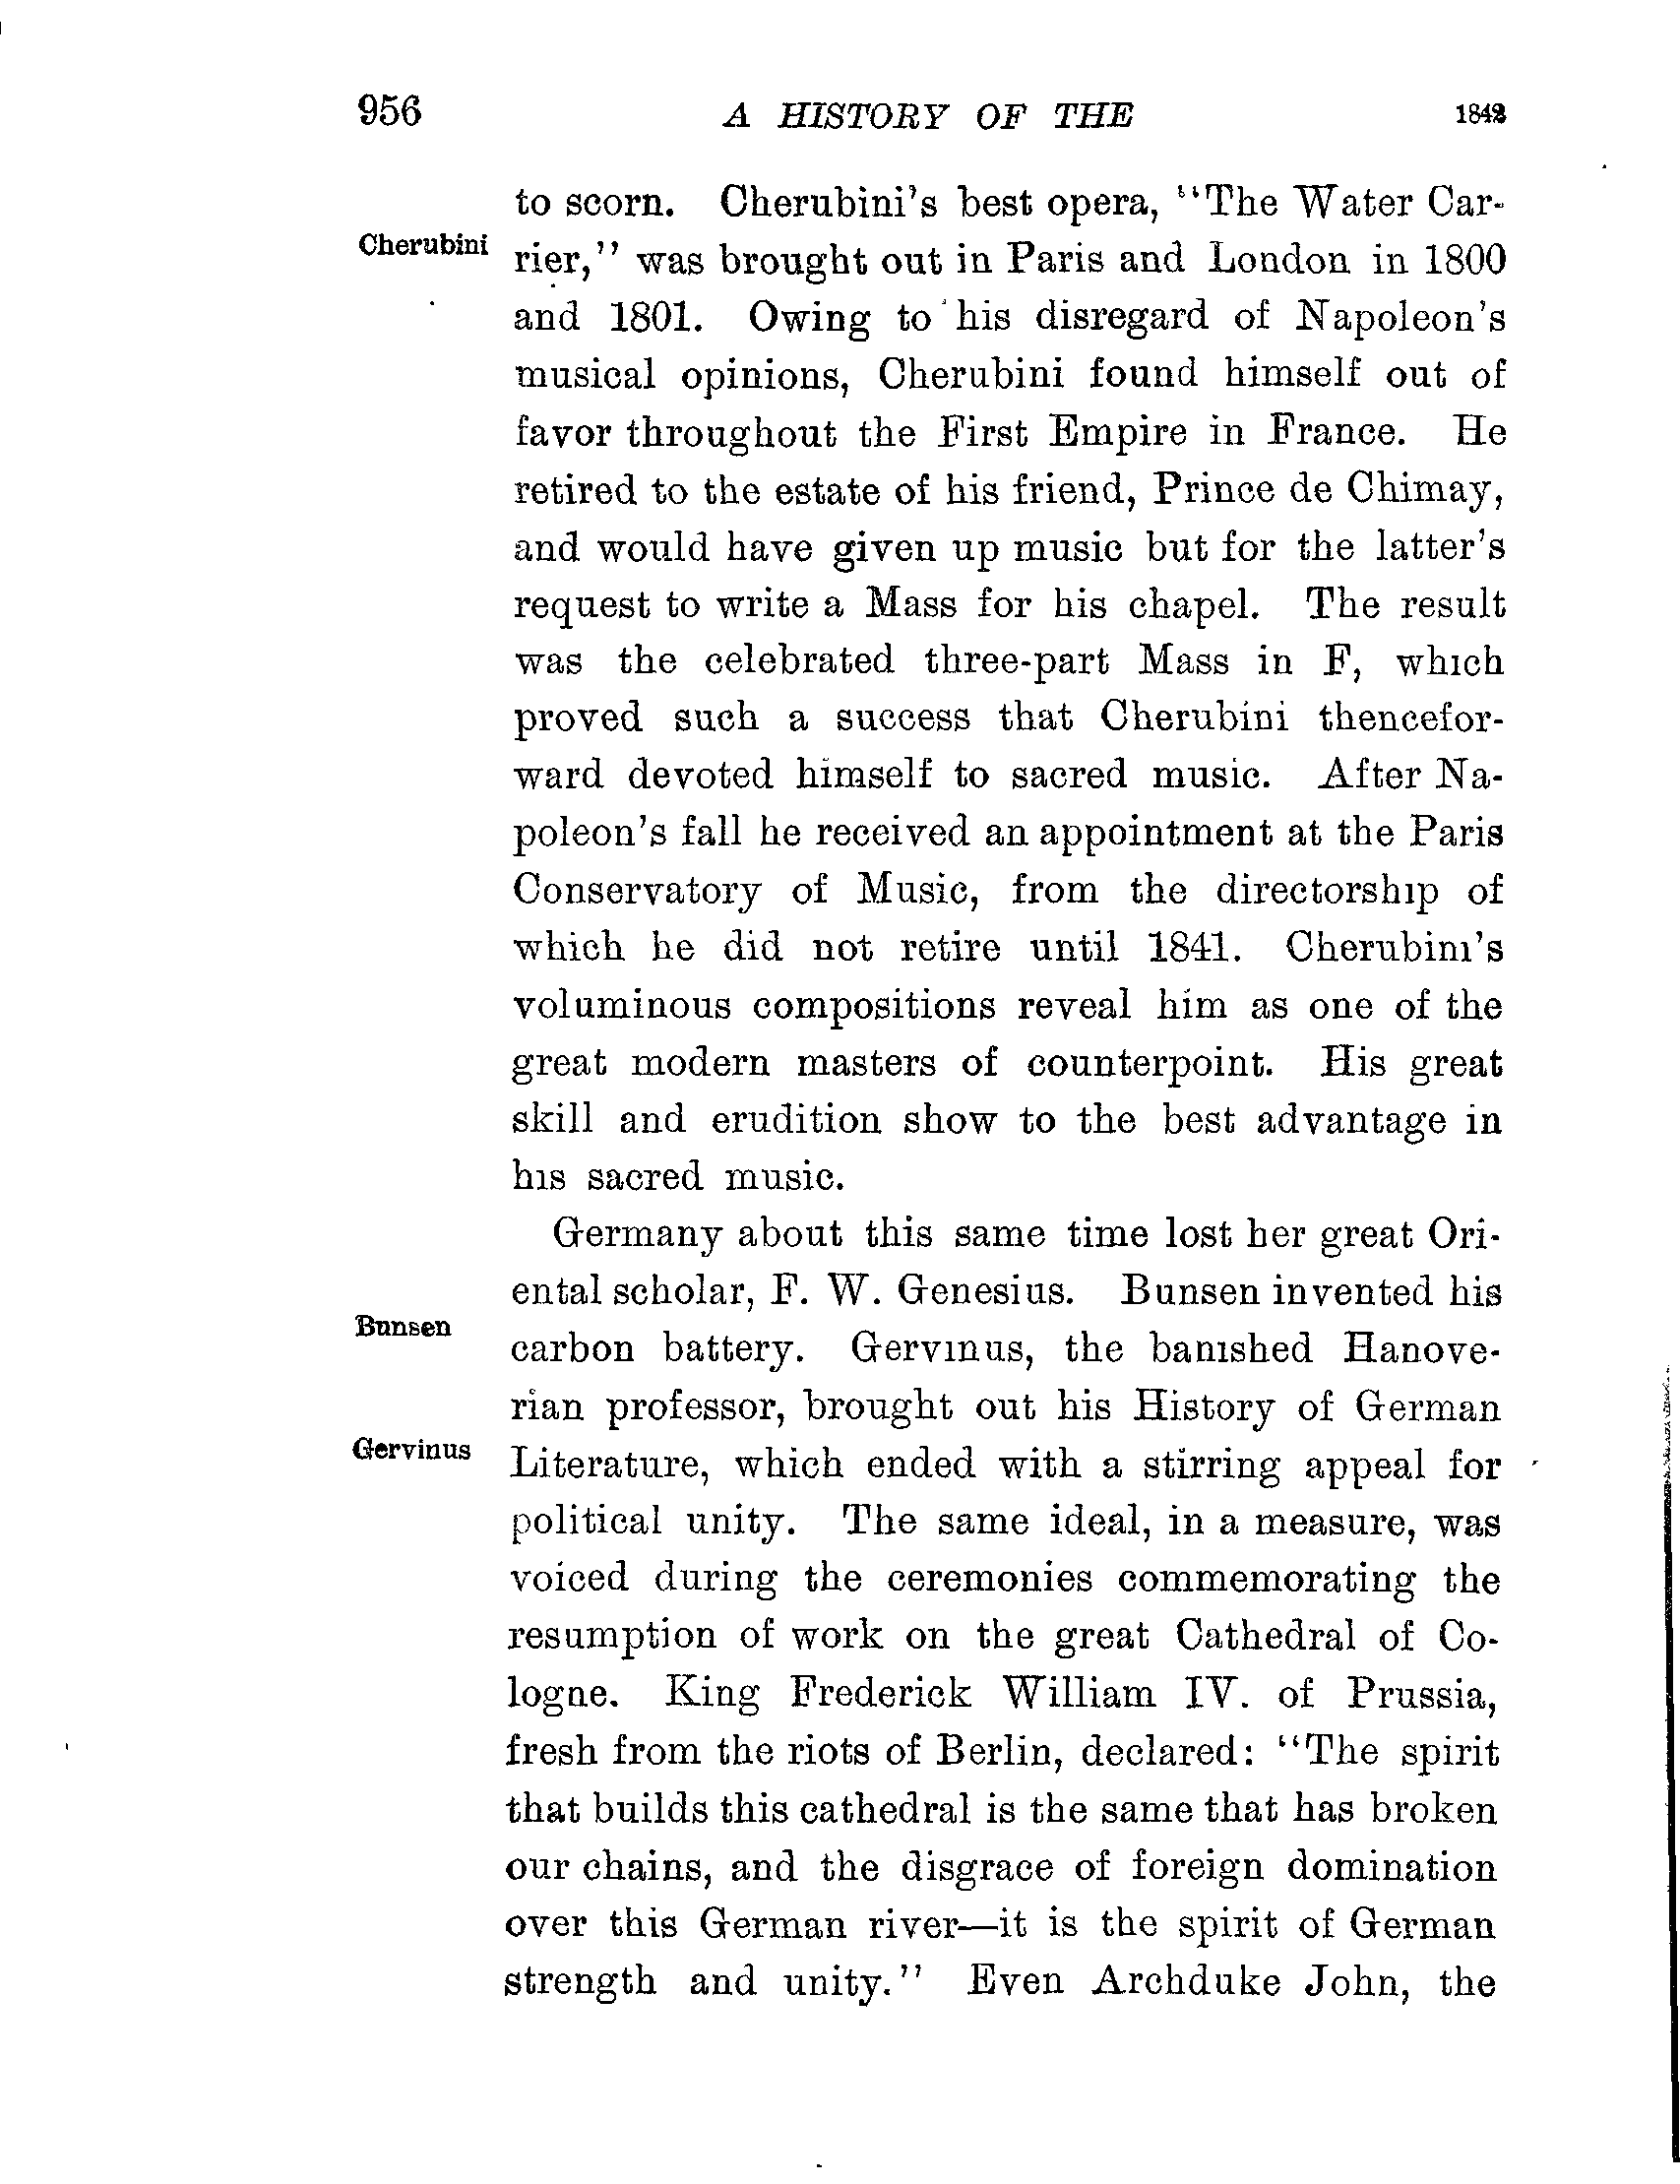 956 A HISTORY OF THE 1842
to scorn. Cherubini's best opera, "The Water Car-
Cherubini
rier," was brought out in Paris and London in 1800
and 1801. Owing to his disregard of Napoleon's
musical opinions, Cherubini found himself out of
favor throughout the First Empire in France. He
retired to the estate of his friend, Prince de Chimay,
and would have given up music but for the latter's
request to write a Mass for his chapel. The result
was the celebrated three-part Mass in F, which
proved such a success that Cherubini thencefor-
ward devoted himself to sacred music. After Na-
poleon's fall he received an appointment at the Paris
Conservatory of Music, from the directorship of
which he did not retire until 1841. Cherubini's
voluminous compositions reveal him as one of the
great modern masters of counterpoint. His great
skill and erudition show to the best advantage in
his sacred music.
Germany about this same time lost her great Ori-
ental scholar, F. W. Genesius. Bunsen invented his
Bunsen
carbon battery. Gervinus, the banished Hanove-
rian professor, brought out his History of German
Gervinus
Literature, which ended with a stirring appeal for
political unity. The same ideal, in a measure, was
voiced during the ceremonies commemorating the
resumption of work on the great Cathedral of Co-
logne. King Frederick William IV. of Prussia,
fresh from the riots of Berlin, declared: "The spirit
that builds this cathedral is the same that has broken
our chains, and the disgrace of foreign domination
over this German river—it is the spirit of German
strength and unity." Even Archduke John, the